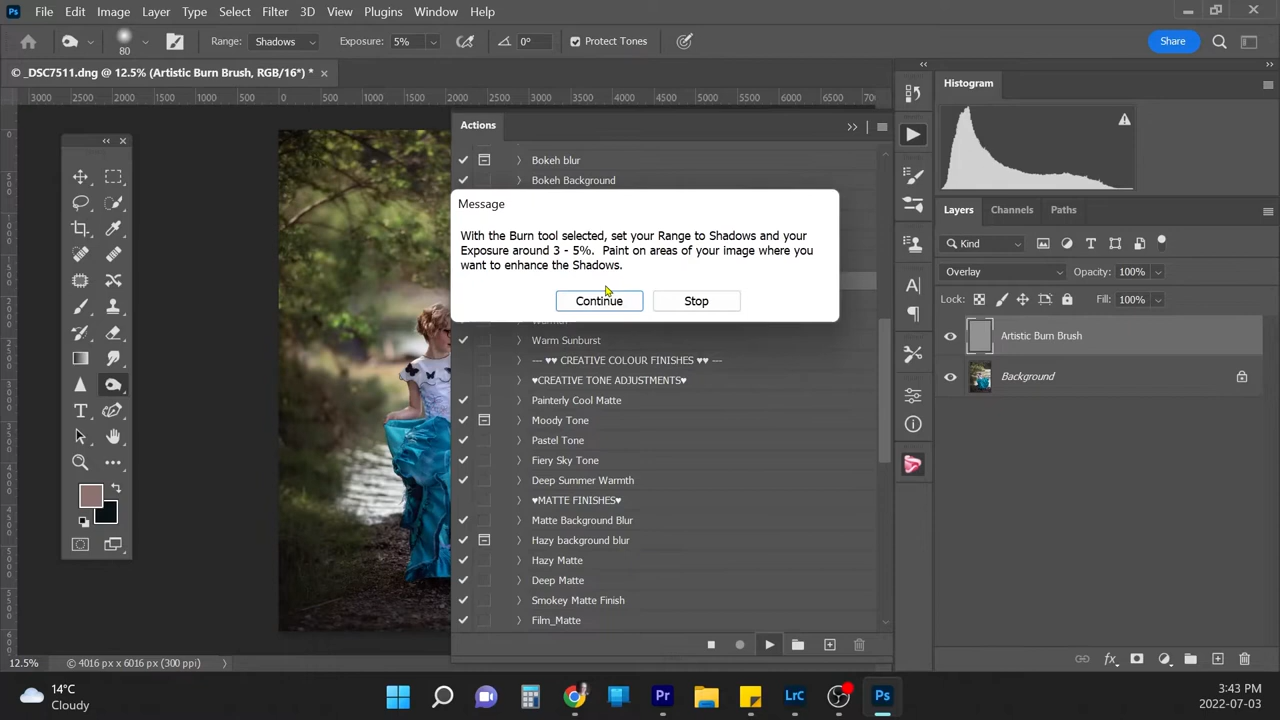 Ps File Edit Image Layer Type Select Filter 3D View Plugins Window Help
80 Range: Shadows Exposure: 5% 0° Protect Tones Share
© _DSC7511.dng @ 12.5% (Artistic Burn Brush, RGB/16*) * ×
3000 2500 2000 1500 1000 500 0 500 1000 1500 2000 2500 3000 3500 4000 4500 5000 5500 6000 6500 7000
Histogram
Actions
Bokeh blur
Bokeh Background
Message
With the Burn tool selected, set your Range to Shadows and your
Exposure around 3 - 5%. Paint on areas of your image where you
want to enhance the Shadows.
Continue Stop
Warm Sunburst
--- ♥♥ CREATIVE COLOUR FINISHES ♥♥ ---
♥CREATIVE TONE ADJUSTMENTS♥
Painterly Cool Matte
Moody Tone
Pastel Tone
Fiery Sky Tone
Deep Summer Warmth
♥MATTE FINISHES♥
Matte Background Blur
Hazy background blur
Hazy Matte
Deep Matte
Smokey Matte Finish
Film_Matte
Layers Channels Paths
Kind
Overlay Opacity: 100%
Lock: Fill: 100%
Artistic Burn Brush
Background
12.5% © 4016 px x 6016 px (300 ppi)
14°C
Cloudy
Pr LrC Ps
3:43 PM
2022-07-03